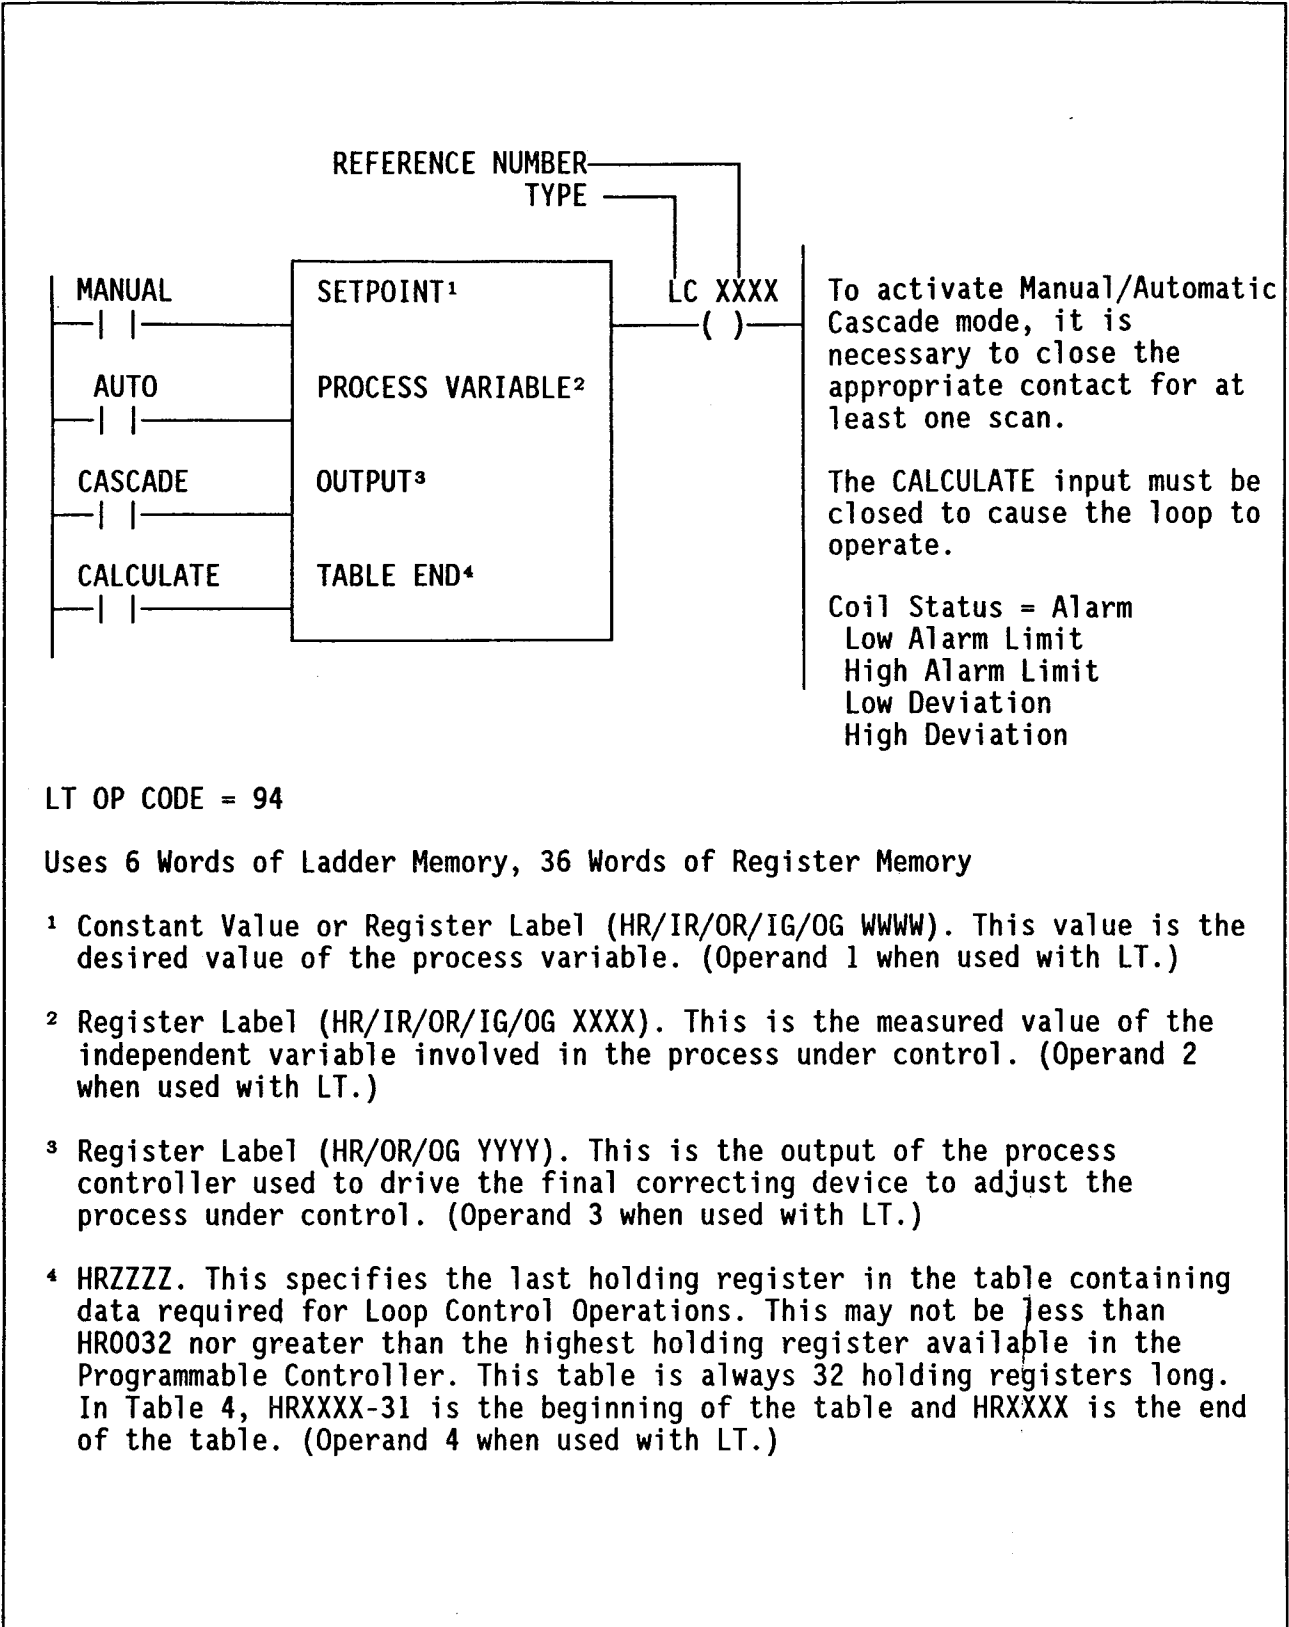 REFERENCE NUMBER
TYPE
MANUAL
SETPOINT¹
LC XXXX
( )
AUTO
PROCESS VARIABLE²
CASCADE
OUTPUT³
CALCULATE
TABLE END⁴
To activate Manual/Automatic
Cascade mode, it is
necessary to close the
appropriate contact for at
least one scan.
The CALCULATE input must be
closed to cause the loop to
operate.
Coil Status = Alarm
Low Alarm Limit
High Alarm Limit
Low Deviation
High Deviation
LT OP CODE = 94
Uses 6 Words of Ladder Memory, 36 Words of Register Memory
¹ Constant Value or Register Label (HR/IR/OR/IG/OG WWWW). This value is the
desired value of the process variable. (Operand 1 when used with LT.)
² Register Label (HR/IR/OR/IG/OG XXXX). This is the measured value of the
independent variable involved in the process under control. (Operand 2
when used with LT.)
³ Register Label (HR/OR/OG YYYY). This is the output of the process
controller used to drive the final correcting device to adjust the
process under control. (Operand 3 when used with LT.)
⁴ HRZZZZ. This specifies the last holding register in the table containing
data required for Loop Control Operations. This may not be less than
HR0032 nor greater than the highest holding register available in the
Programmable Controller. This table is always 32 holding registers long.
In Table 4, HRXXXX-31 is the beginning of the table and HRXXXX is the end
of the table. (Operand 4 when used with LT.)